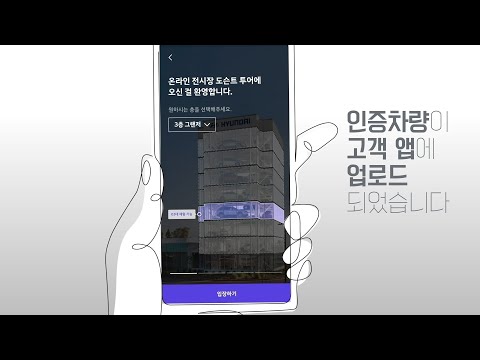 온라인 전시장 도슨트 투어에
오신 걸 환영합니다.
원하시는 층을 선택해주세요.
3층 그랜저
HYUNDAI
입장하기
인증차량이
고객 앱에
업로드
되었습니다